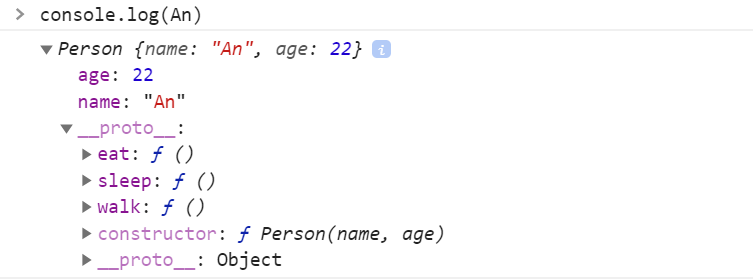 > console.log(An)
▼Person {name: "An", age: 22} i
age: 22
name: "An"
▼__proto__:
▶eat: ƒ ()
▶sleep: ƒ ()
▶walk: ƒ ()
▶constructor: ƒ Person(name, age)
▶__proto__: Object